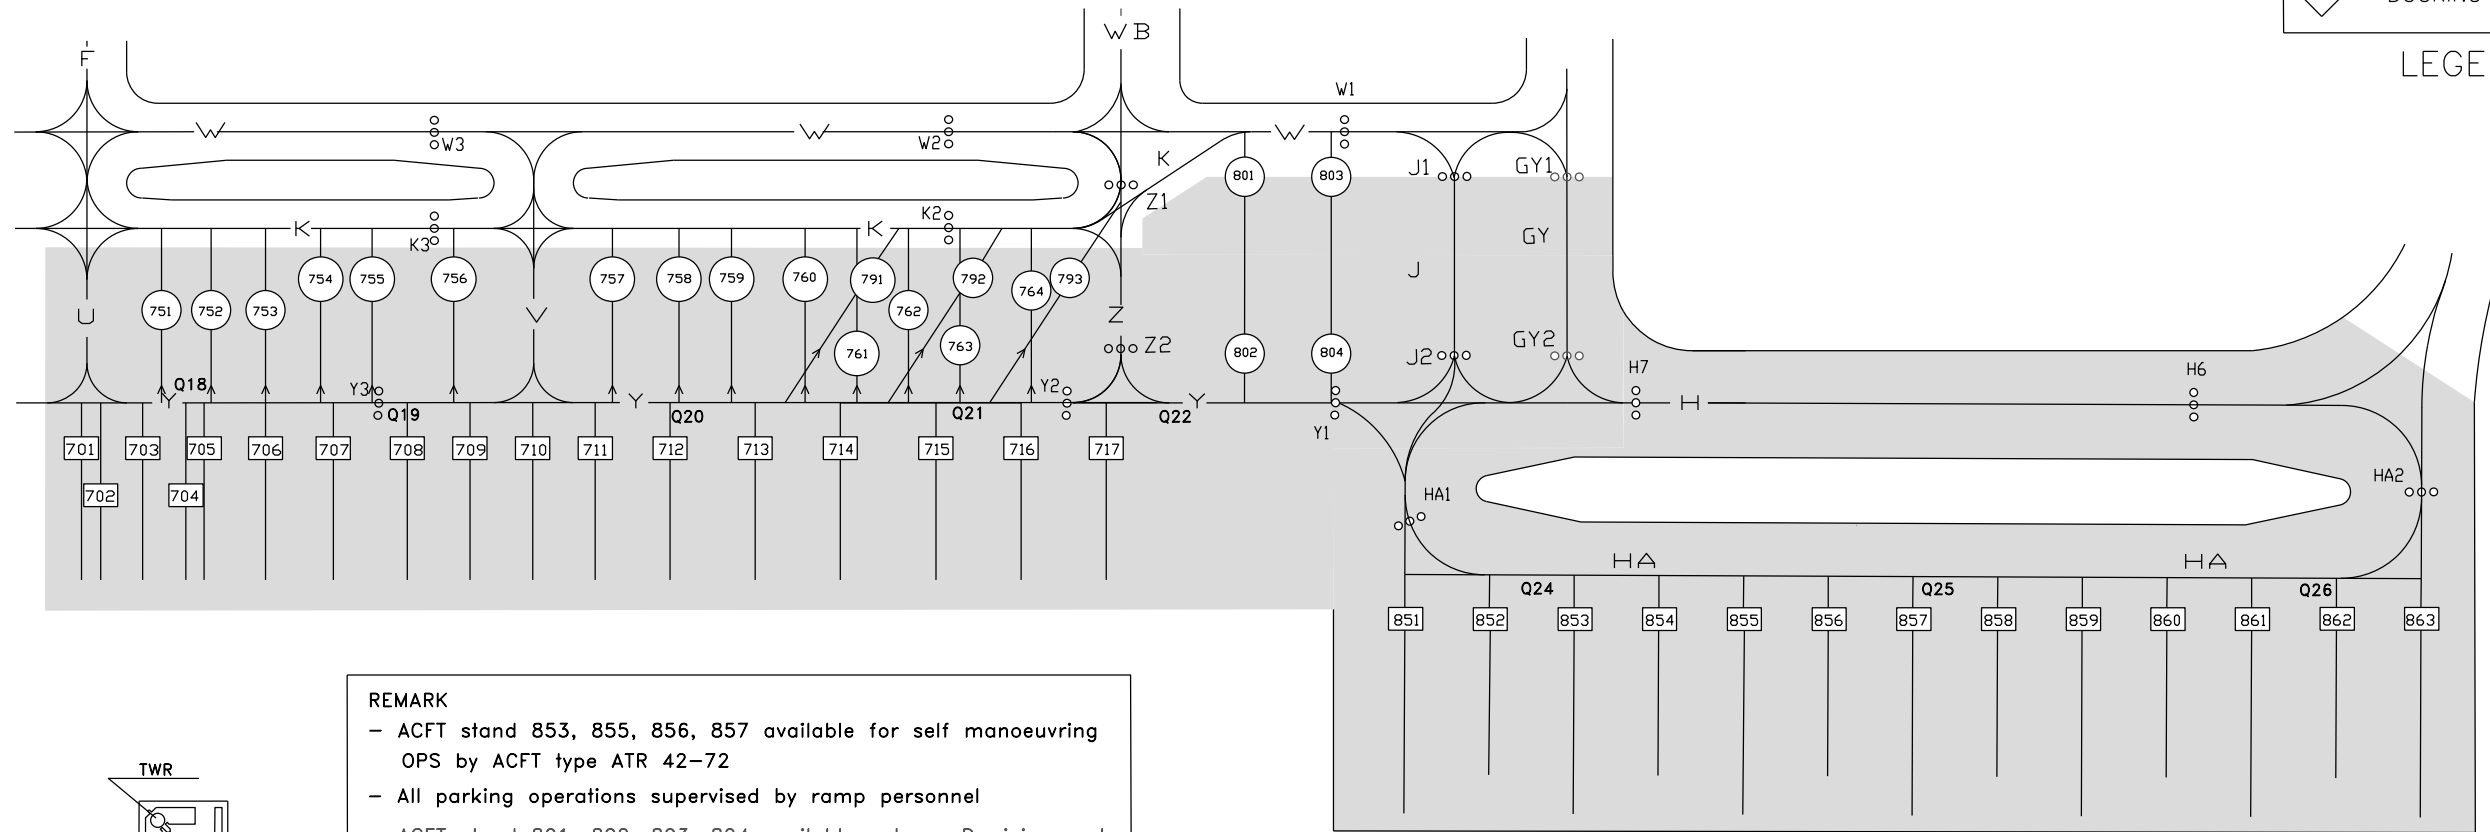 F
W B
W1
LEGE
W
W3
W
W2
W
K
J1
GY1
801
803
Z1
K
K3
K
K2
GY
J
754
755
756
757
758
759
760
791
792
764
793
751
752
753
762
U
V
Z
761
763
Z2
802
804
J2
GY2
H7
H6
Q18
Y
Y3
Q19
Y
Q20
Q21
Y2
Q22
Y
Y1
H
701
703
705
706
707
708
709
710
711
712
713
714
715
716
717
702
704
HA1
HA2
HA
HA
Q24
Q25
Q26
851
852
853
854
855
856
857
858
859
860
861
862
863
REMARK
- ACFT stand 853, 855, 856, 857 available for self manoeuvring
OPS by ACFT type ATR 42-72
- All parking operations supervised by ramp personnel
TWR